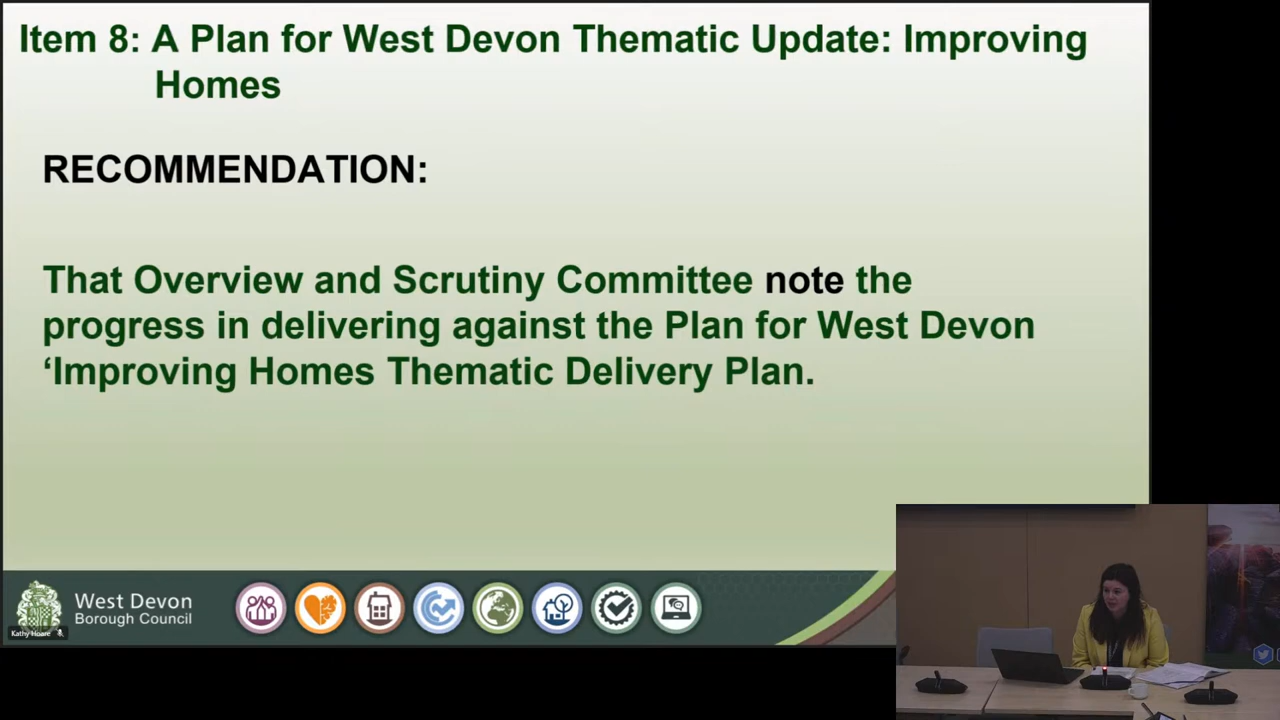 Item 8: A Plan for West Devon Thematic Update: Improving
Homes
RECOMMENDATION:
That Overview and Scrutiny Committee note the
progress in delivering against the Plan for West Devon
‘Improving Homes Thematic Delivery Plan.
West Devon
Borough Council
Kathy Hoare